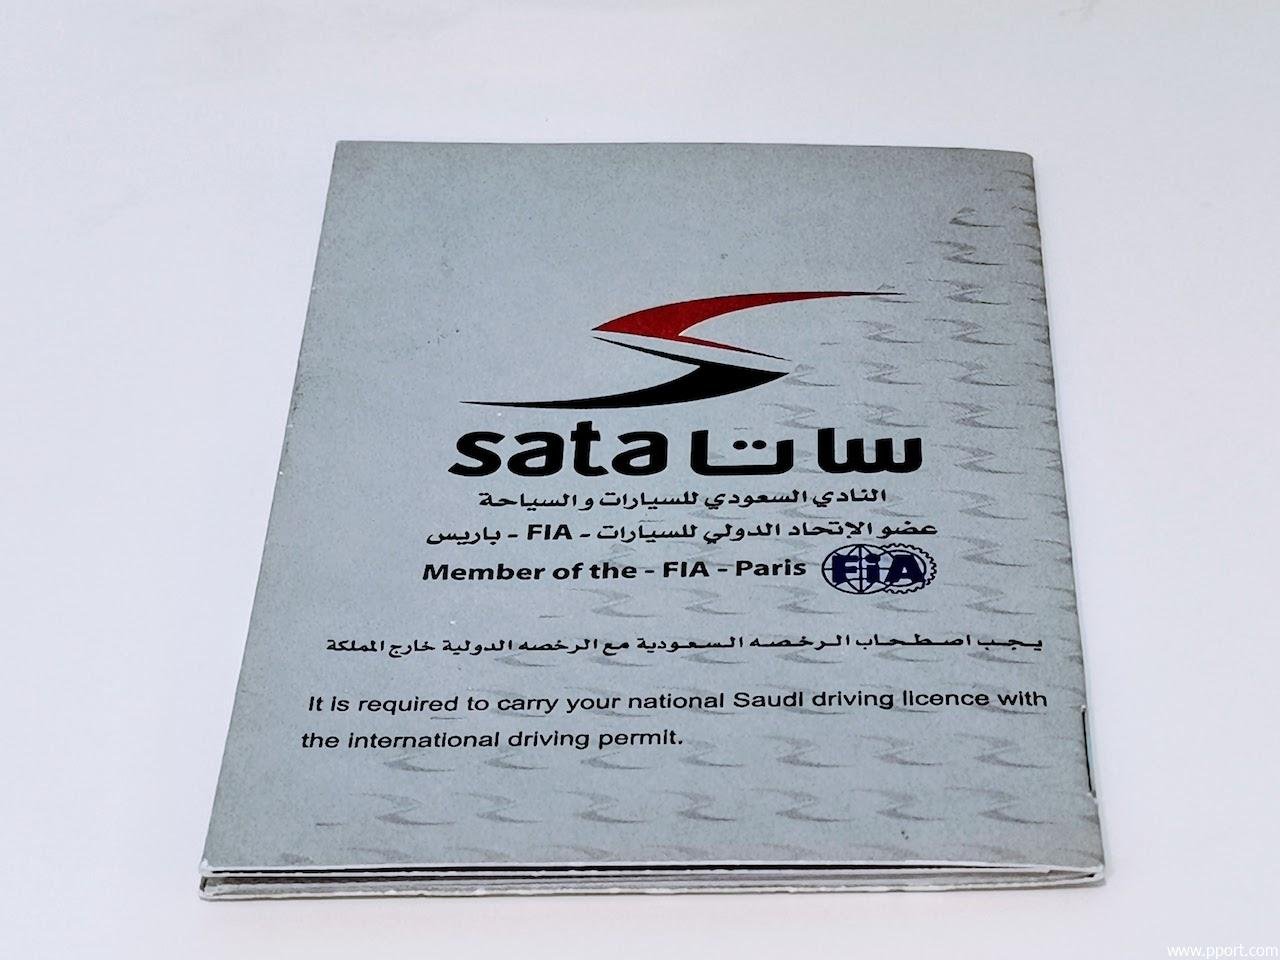 sata سات‍ا
النادي السعودي للسيارات والسياحة
عضو الإتحاد الدولي للسيارات - FIA - باريس
Member of the - FIA - Paris FiA
يجب اصطحاب الرخصه السعودية مع الرخصه الدولية خارج المملكة
It is required to carry your national Saudi driving licence with
the international driving permit.
www.pport.com